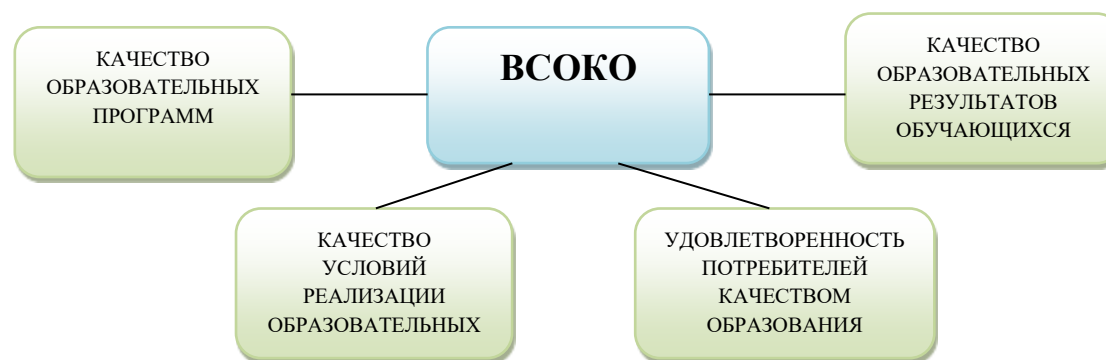 КАЧЕСТВО
ОБРАЗОВАТЕЛЬНЫХ
ПРОГРАММ
ВСОКО
КАЧЕСТВО
ОБРАЗОВАТЕЛЬНЫХ
РЕЗУЛЬТАТОВ
ОБУЧАЮЩИХСЯ
КАЧЕСТВО
УСЛОВИЙ
РЕАЛИЗАЦИИ
ОБРАЗОВАТЕЛЬНЫХ
УДОВЛЕТВОРЕННОСТЬ
ПОТРЕБИТЕЛЕЙ
КАЧЕСТВОМ
ОБРАЗОВАНИЯ